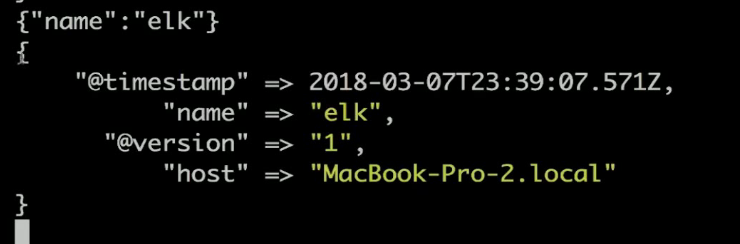 {"name":"elk"}
{
"@timestamp" => 2018-03-07T23:39:07.571Z,
"name" => "elk",
"@version" => "1",
"host" => "MacBook-Pro-2.local"
}